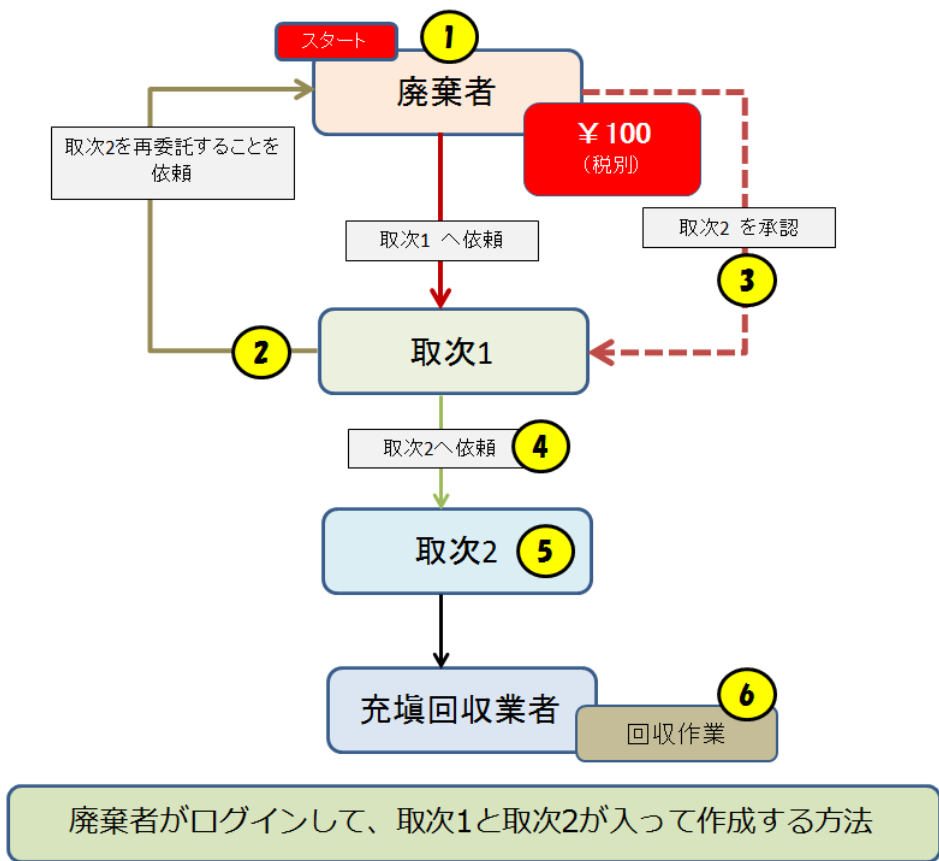 スタート
1
廃棄者
¥100
(税別)
取次2を再委託することを
依頼
取次1 へ依頼
取次2 を承認
3
2
取次1
取次2へ依頼
4
取次2
5
充塡回収業者
6
回収作業
廃棄者がログインして、取次1と取次2が入って作成する方法